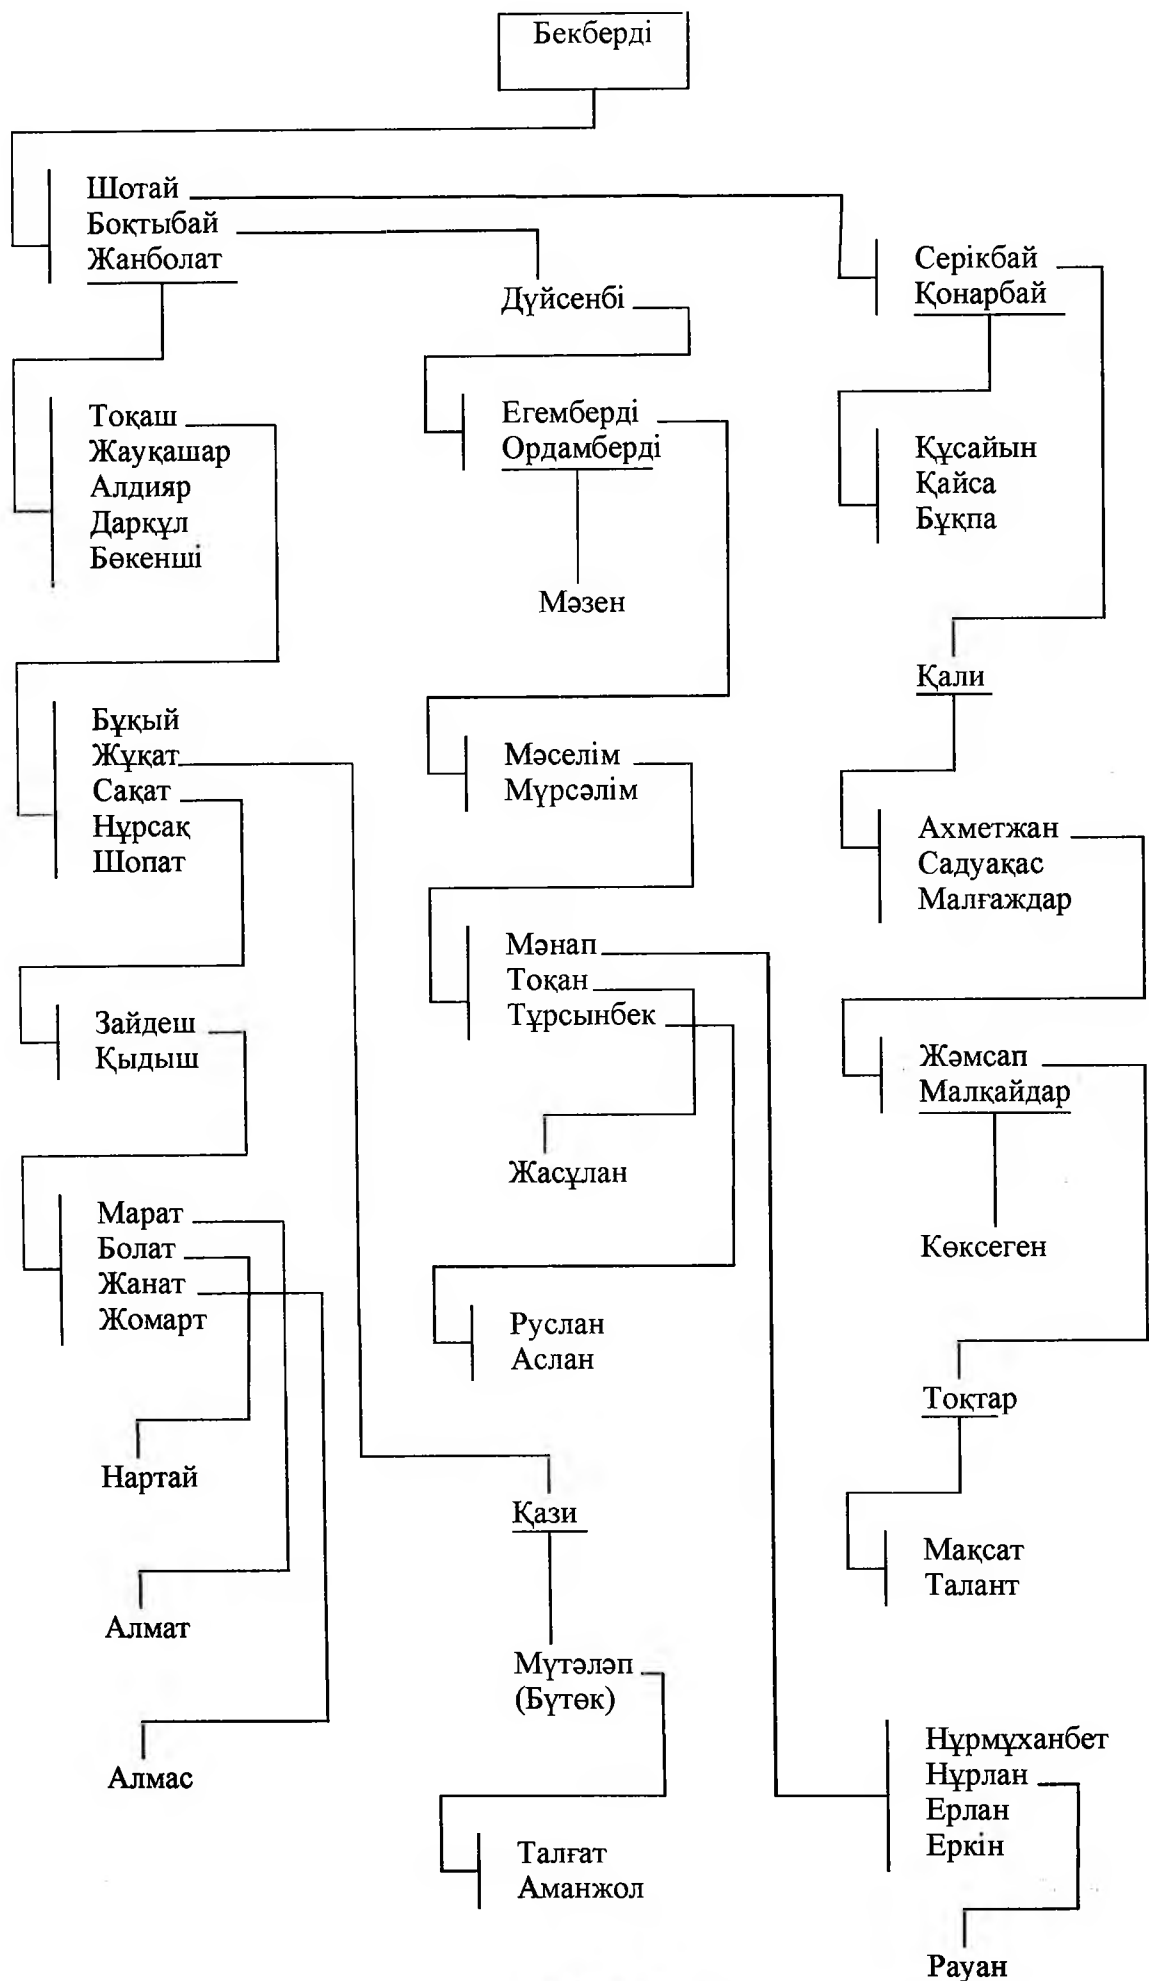 Бекберді
Шотай
Боқтыбай
Жанболат
Дүйсенбі
Серікбай
Қонарбай
Тоқаш
Жауқашар
Алдияр
Дарқұл
Бөкенші
Егемберді
Ордамберді
Мәзен
Құсайын
Қайса
Бұқпа
Қали
Бұқый
Жұқат
Сақат
Нұрсақ
Шопат
Мәселім
Мүрсәлім
Ахметжан
Садуақас
Малғаждар
Мәнап
Тоқан
Тұрсынбек
Зайдеш
Қыдыш
Жәмсап
Малқайдар
Жасұлан
Көксеген
Марат
Болат
Жанат
Жомарт
Руслан
Аслан
Тоқтар
Нартай
Қази
Мақсат
Талант
Алмат
Мүтәләп
(Бүтөк)
Алмас
Нұрмұханбет
Нұрлан
Ерлан
Еркін
Талғат
Аманжол
Рауан